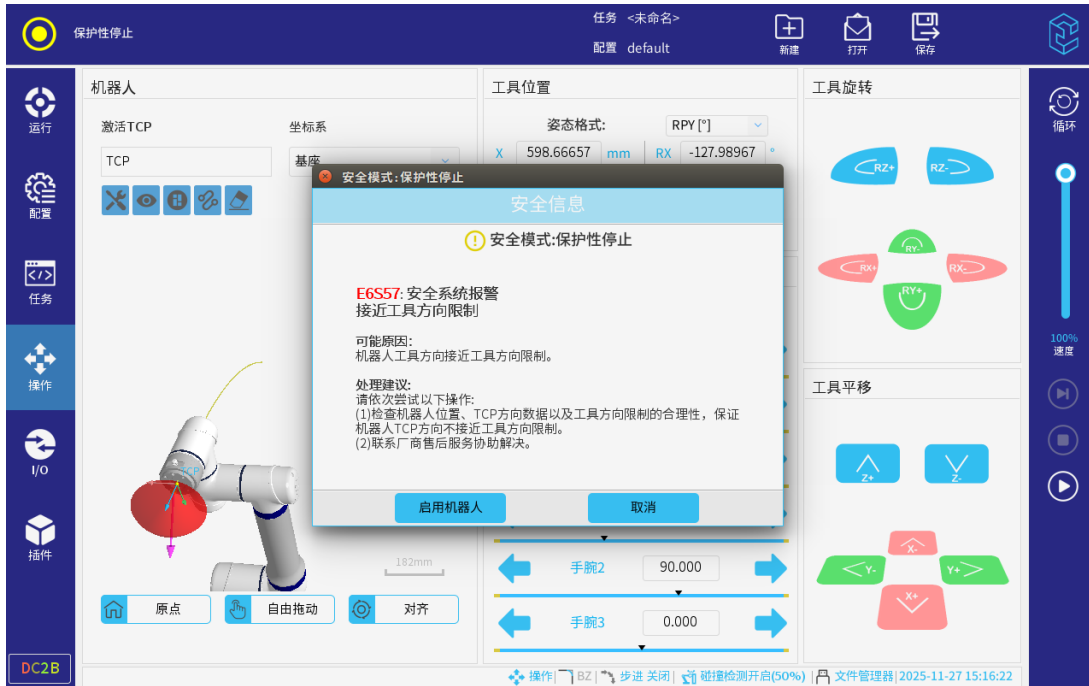 保护性停止
任务 <未命名>
配置 default
新建
打开
保存
运行
配置
任务
操作
I/O
插件
DC2B
机器人
激活TCP
坐标系
TCP
基座
工具位置
姿态格式:
RPY [°]
X 598.66657 mm RX -127.98967 °
安全模式:保护性停止
安全信息
安全模式:保护性停止
E6S57: 安全系统报警
接近工具方向限制
可能原因:
机器人工具方向接近工具方向限制。
处理建议:
请依次尝试以下操作:
(1)检查机器人位置、TCP方向数据以及工具方向限制的合理性，保证
机器人TCP方向不接近工具方向限制。
(2)联系厂商售后服务协助解决。
启用机器人
取消
TCP
182mm
原点
自由拖动
对齐
手腕2 90.000
手腕3 0.000
工具旋转
RZ+
RZ-
RY-
RX+
RX-
RY+
工具平移
Z+
Z-
X-
Y-
Y+
X+
循环
100%
速度
操作| BZ| 步进 关闭| 碰撞检测开启(50%) | 文件管理器|2025-11-27 15:16:22